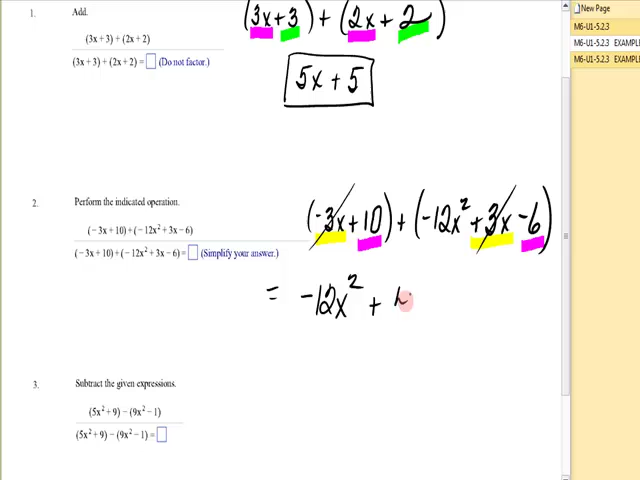 New Page
M6-U1-5.2.3
M6-U1-5.2.3 EXAMPLE
M6-U1-5.2.3 EXAMPLE
1. Add.
(3x + 3) + (2x + 2)
(3x + 3) + (2x + 2) = (Do not factor.)
(3x + 3) + (2x + 2)
5x + 5
2. Perform the indicated operation.
(− 3x + 10) + (− 12x² + 3x − 6)
(− 3x + 10) + (− 12x² + 3x − 6) = (Simplify your answer.)
(-3x + 10) + (-12x² + 3x - 6)
= -12x² +
3. Subtract the given expressions.
(5x² + 9) − (9x² − 1)
(5x² + 9) − (9x² − 1) =